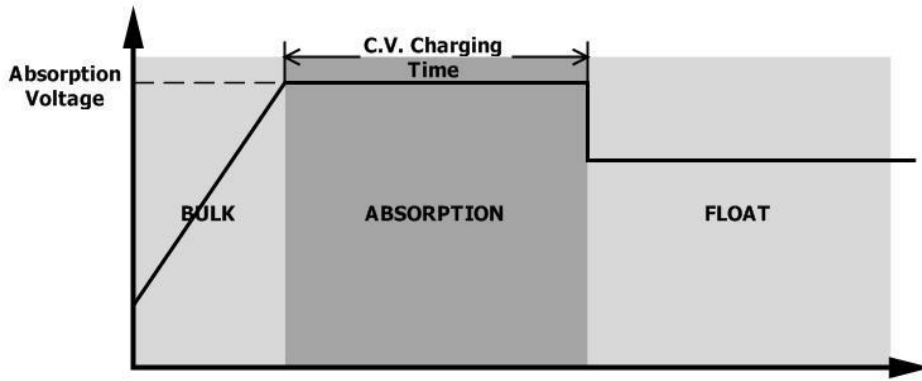 C.V. Charging
Time
Absorption
Voltage
BULK
ABSORPTION
FLOAT